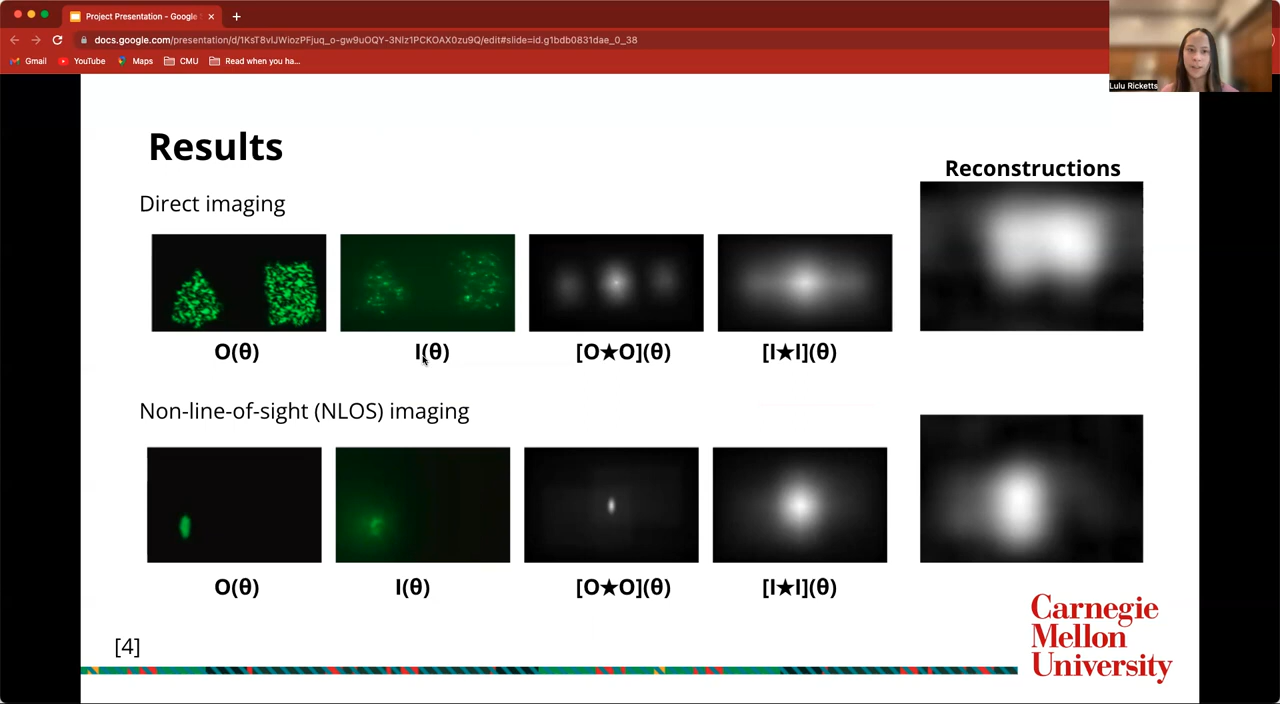 Project Presentation - Google
docs.google.com/presentation/d/1KsT8vIJWiozPFjuq_o-gw9uOQY-3Nlz1PCKOAX0zu9Q/edit#slide=id.g1bdb0831dae_0_38
Gmail YouTube Maps CMU Read when you ha...
Lulu Ricketts
Results
Reconstructions
Direct imaging
O(θ) I(θ) [O★O](θ) [I★I](θ)
Non-line-of-sight (NLOS) imaging
O(θ) I(θ) [O★O](θ) [I★I](θ)
[4]
Carnegie
Mellon
University